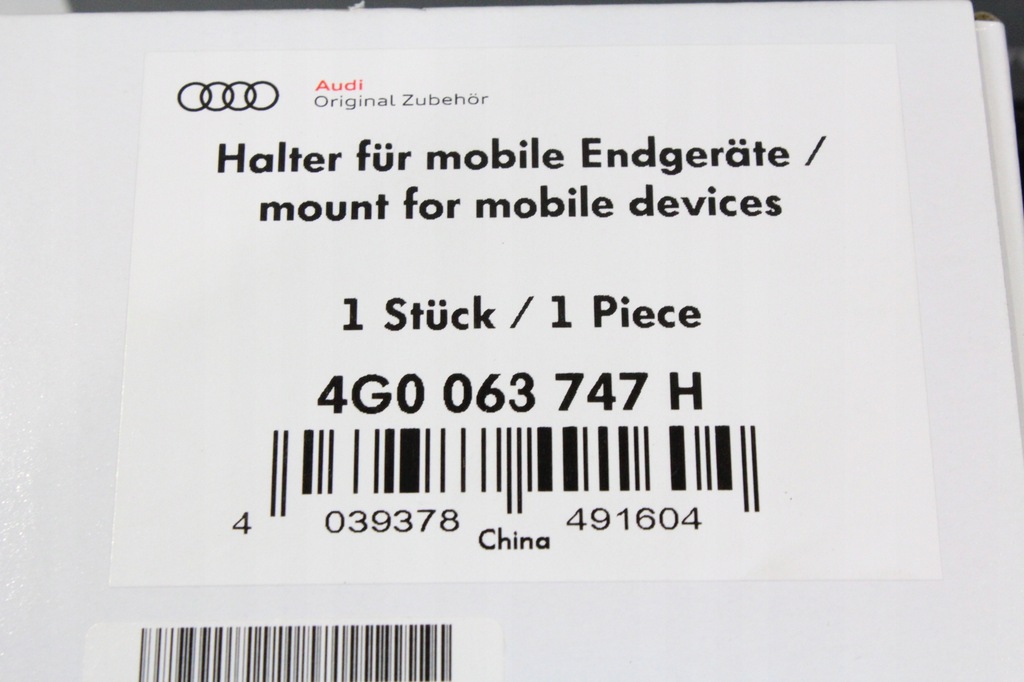 Audi
Original Zubehör
Halter für mobile Endgeräte /
mount for mobile devices
1 Stück / 1 Piece
4G0 063 747 H
4 039378 491604
China